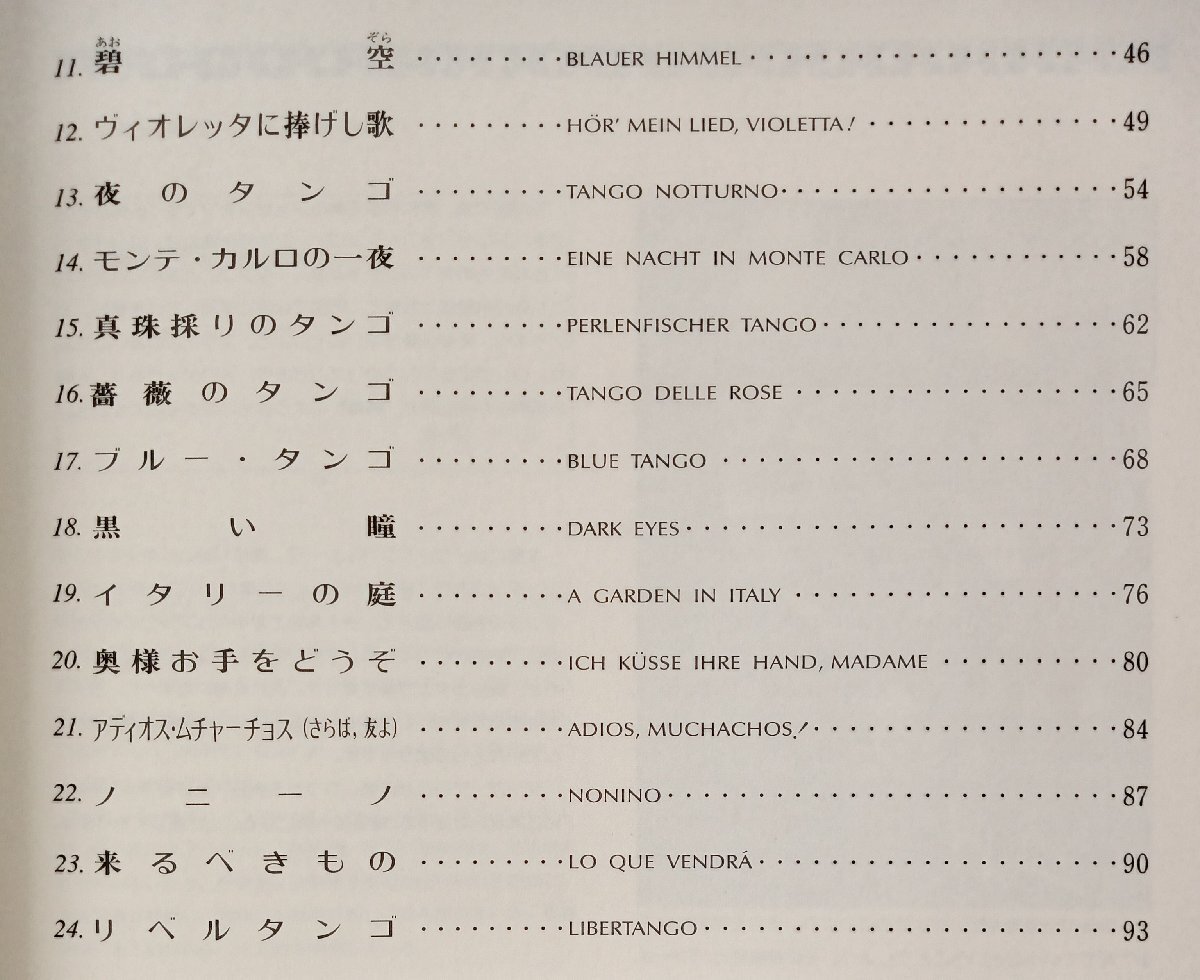 11. 碧空 ········· BLAUER HIMMEL ····················· 46
12. ヴィオレッタに捧げし歌 ········· HÖR' MEIN LIED, VIOLETTA! ·············· 49
13. 夜のタンゴ ········· TANGO NOTTURNO ··················· 54
14. モンテ・カルロの一夜 ········· EINE NACHT IN MONTE CARLO ············ 58
15. 真珠採りのタンゴ ········· PERLENFISCHER TANGO ················· 62
16. 薔薇のタンゴ ········· TANGO DELLE ROSE ·················· 65
17. ブルー・タンゴ ········· BLUE TANGO ······················ 68
18. 黒い瞳 ········· DARK EYES ························ 73
19. イタリーの庭 ········· A GARDEN IN ITALY ·················· 76
20. 奥様お手をどうぞ ········· ICH KÜSSE IHRE HAND, MADAME ·········· 80
21. アディオス・ムチャーチョス (さらば, 友よ) ········· ADIOS, MUCHACHOS! ················· 84
22. ノニーノ ········· NONINO ························· 87
23. 来るべきもの ········· LO QUE VENDRÁ ···················· 90
24. リベルタンゴ ········· LIBERTANGO ······················· 93